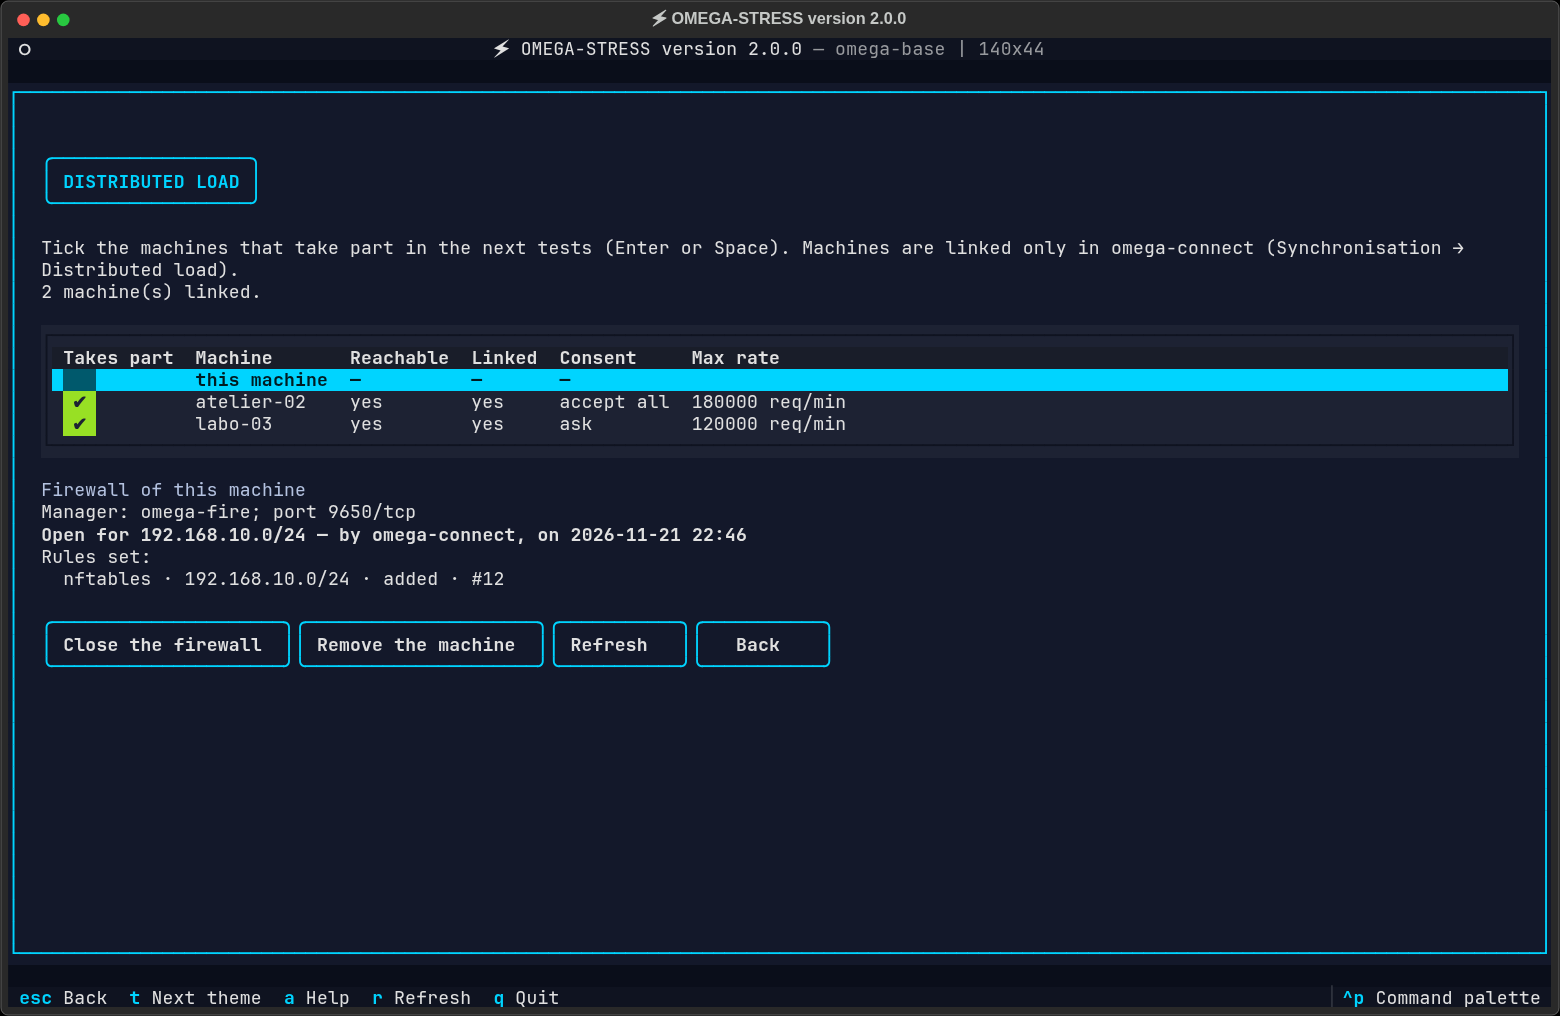 ⚡ OMEGA-STRESS version 2.0.0
⚡ OMEGA-STRESS version 2.0.0 — omega-base | 140x44
DISTRIBUTED LOAD
Tick the machines that take part in the next tests (Enter or Space). Machines are linked only in omega-connect (Synchronisation →
Distributed load).
2 machine(s) linked.
Takes part Machine Reachable Linked Consent Max rate
this machine — — —
✔ atelier-02 yes yes accept all 180000 req/min
✔ labo-03 yes yes ask 120000 req/min
Firewall of this machine
Manager: omega-fire; port 9650/tcp
Open for 192.168.10.0/24 — by omega-connect, on 2026-11-21 22:46
Rules set:
nftables · 192.168.10.0/24 · added · #12
Close the firewall Remove the machine Refresh Back
esc Back t Next theme a Help r Refresh q Quit ^p Command palette